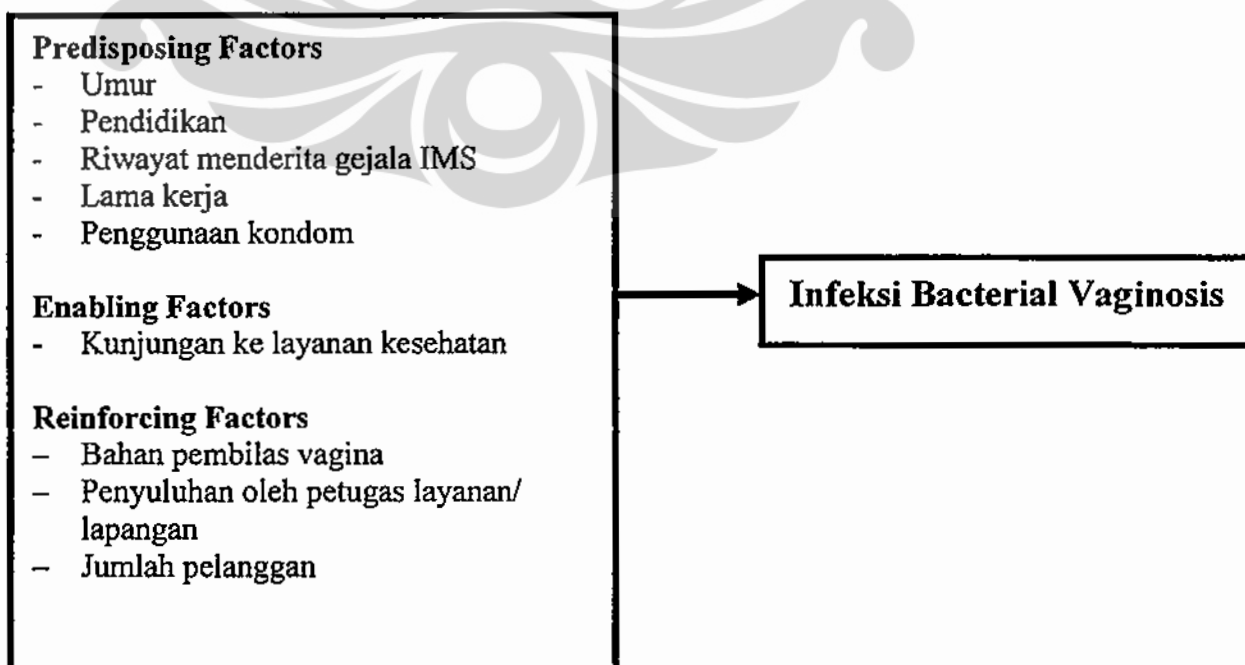 Predisposing Factors
- Umur
- Pendidikan
- Riwayat menderita gejala IMS
- Lama kerja
- Penggunaan kondom
Enabling Factors
- Kunjungan ke layanan kesehatan
Reinforcing Factors
– Bahan pembilas vagina
– Penyuluhan oleh petugas layanan/
lapangan
– Jumlah pelanggan
Infeksi Bacterial Vaginosis